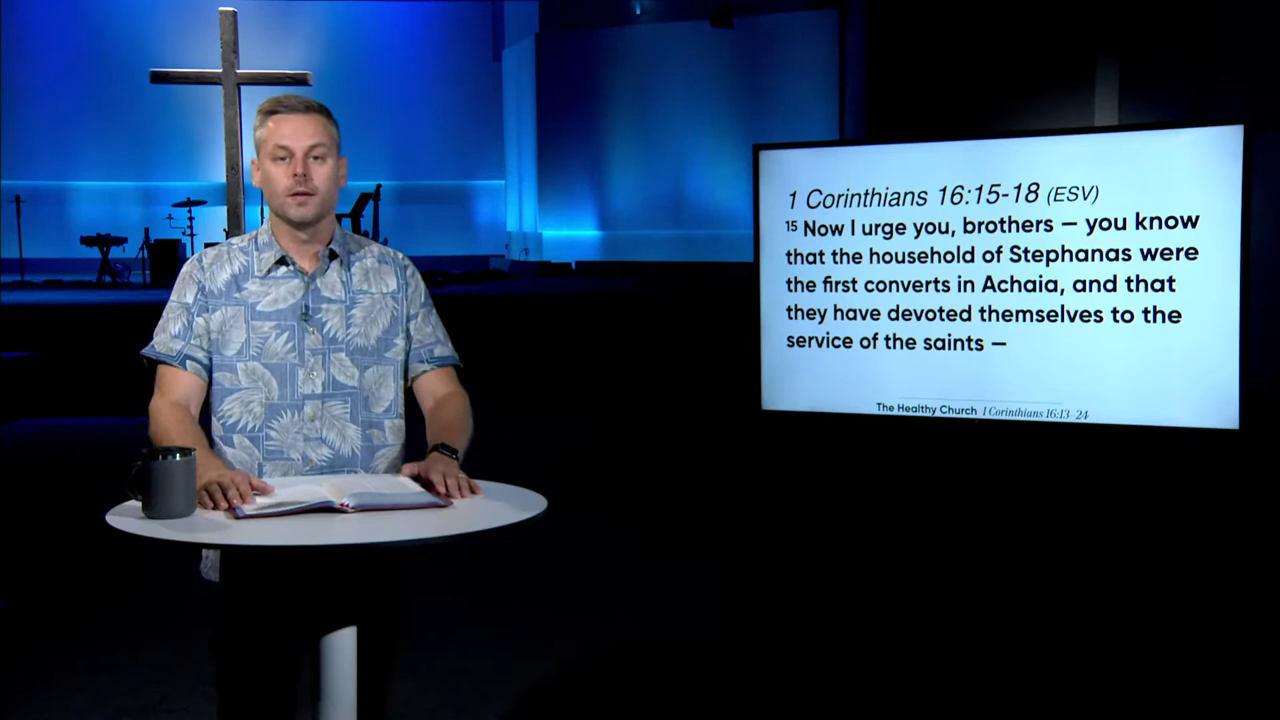 1 Corinthians 16:15-18 (ESV)
15 Now I urge you, brothers — you know
that the household of Stephanas were
the first converts in Achaia, and that
they have devoted themselves to the
service of the saints —
The Healthy Church 1 Corinthians 16:13-24